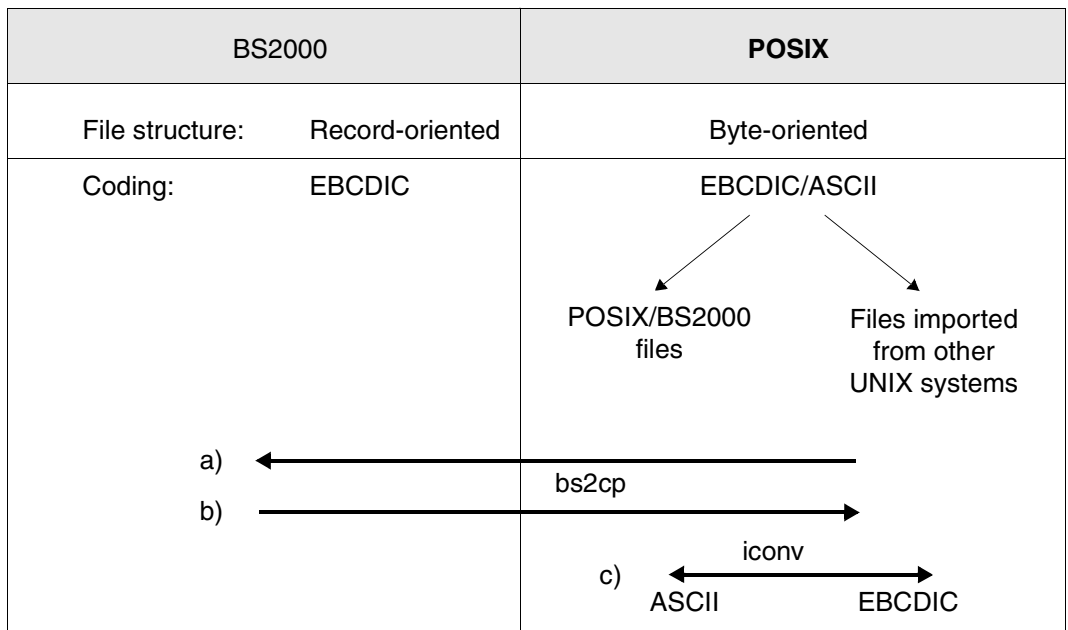 BS2000 POSIX
File structure: Record-oriented Byte-oriented
Coding: EBCDIC EBCDIC/ASCII
POSIX/BS2000
files
Files imported
from other
UNIX systems
a)
bs2cp
b)
iconv
c)
ASCII EBCDIC